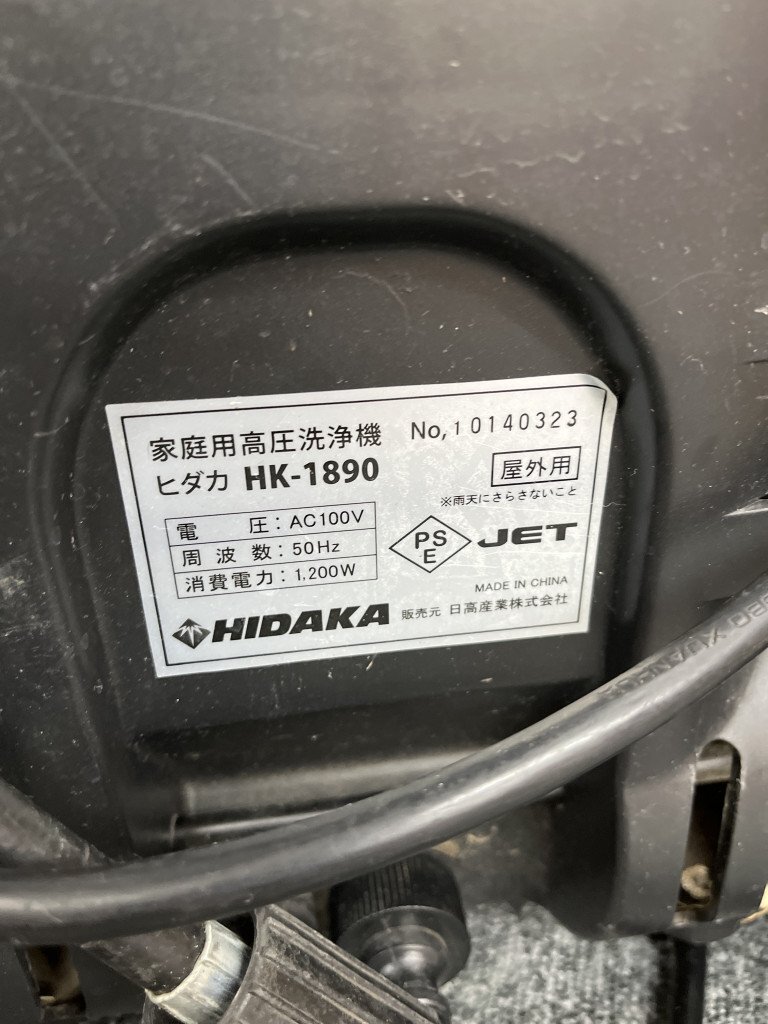 家庭用高圧洗浄機
No,10140323
ヒダカ HK-1890
屋外用
※雨天にさらさないこと
電圧：AC100V
周波数：50Hz
消費電力：1,200W
PS
E
JET
MADE IN CHINA
HIDAKA
販売元 日高産業株式会社